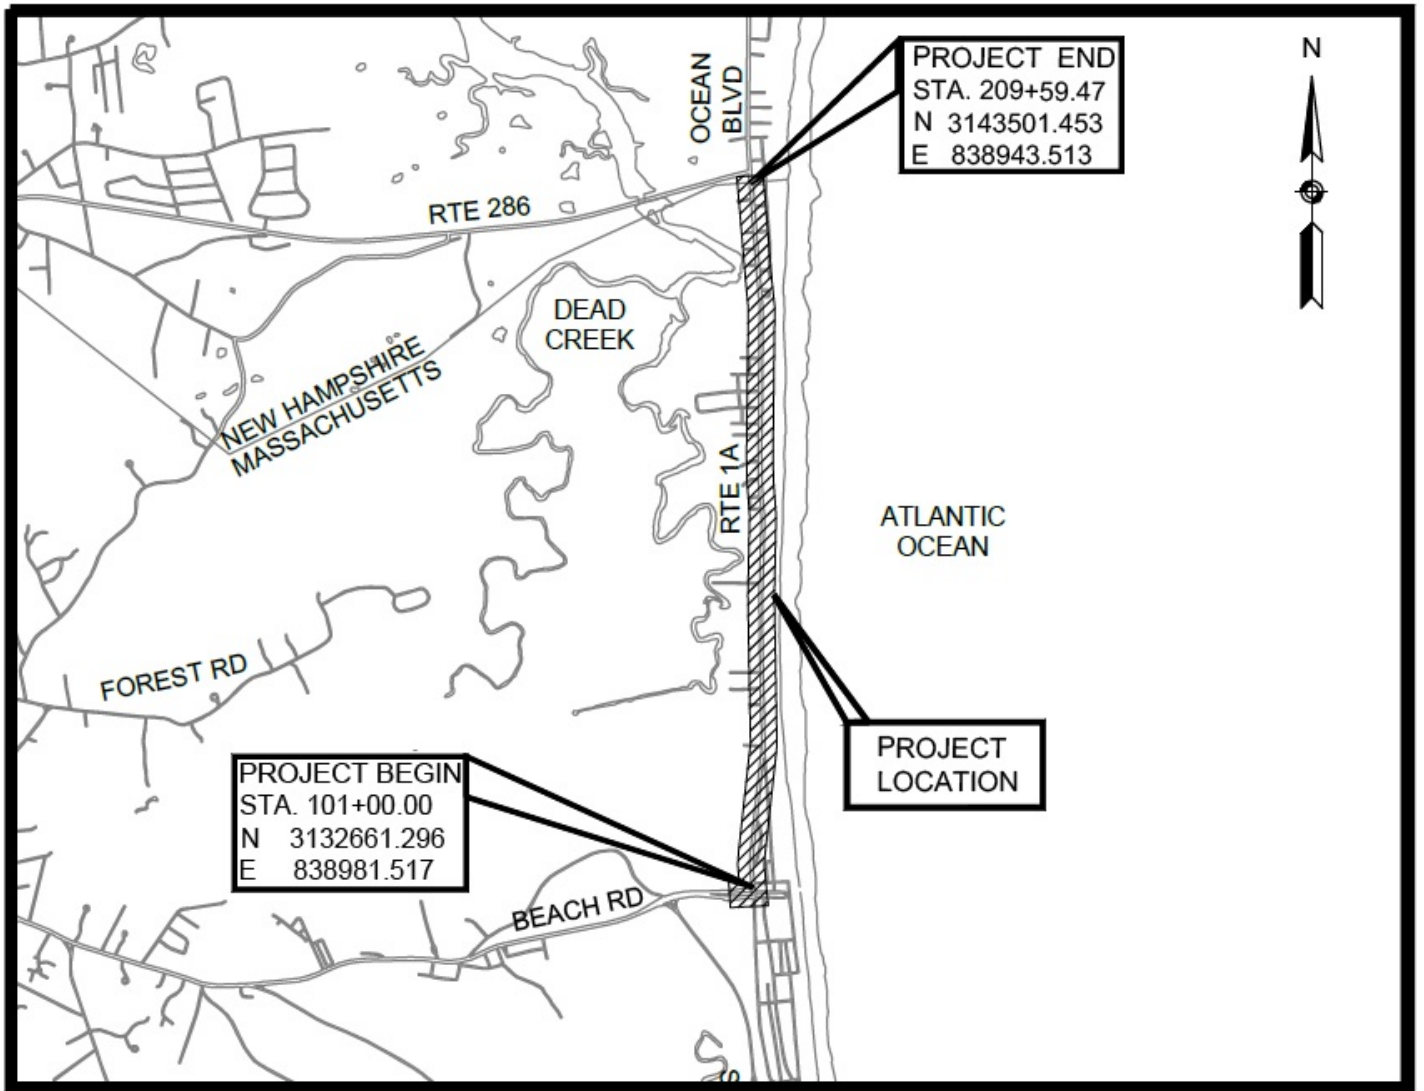 N
OCEAN
BLVD
PROJECT END
STA. 209+59.47
N 3143501.453
E 838943.513
RTE 286
DEAD
CREEK
NEW HAMPSHIRE
MASSACHUSETTS
RTE 1A
ATLANTIC
OCEAN
FOREST RD
PROJECT
LOCATION
PROJECT BEGIN
STA. 101+00.00
N 3132661.296
E 838981.517
BEACH RD